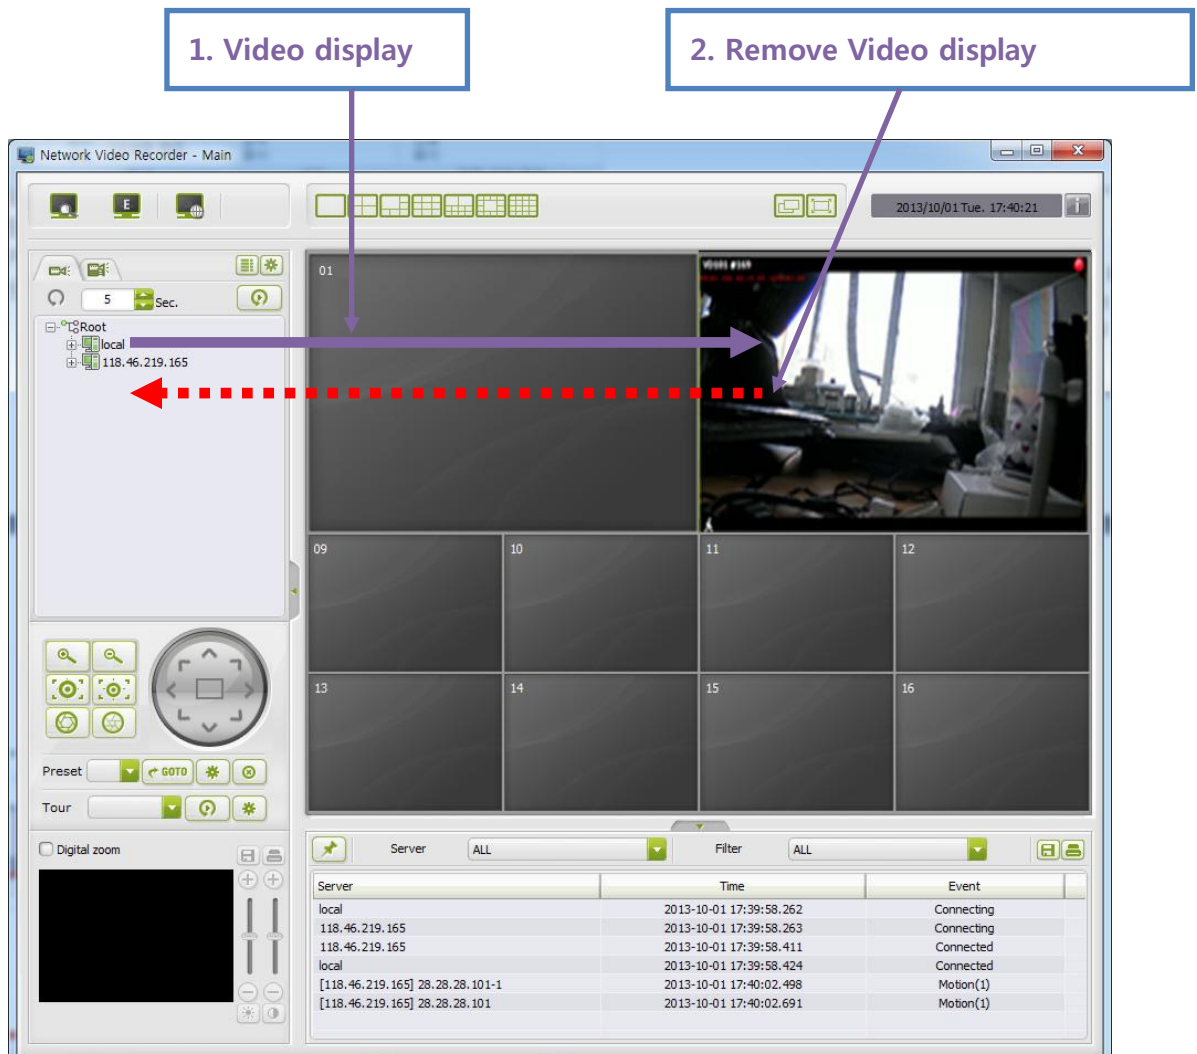 1. Video display
2. Remove Video display
Network Video Recorder - Main
E
2013/10/01 Tue. 17:40:21
i
5 Sec.
Root
local
118.46.219.165
01
09
10
11
12
13
14
15
16
Preset
GOTO
Tour
Digital zoom
Server ALL Filter ALL
Server Time Event
local 2013-10-01 17:39:58.262 Connecting
118.46.219.165 2013-10-01 17:39:58.263 Connecting
118.46.219.165 2013-10-01 17:39:58.411 Connected
local 2013-10-01 17:39:58.424 Connected
[118.46.219.165] 28.28.28.101-1 2013-10-01 17:40:02.498 Motion(1)
[118.46.219.165] 28.28.28.101 2013-10-01 17:40:02.691 Motion(1)